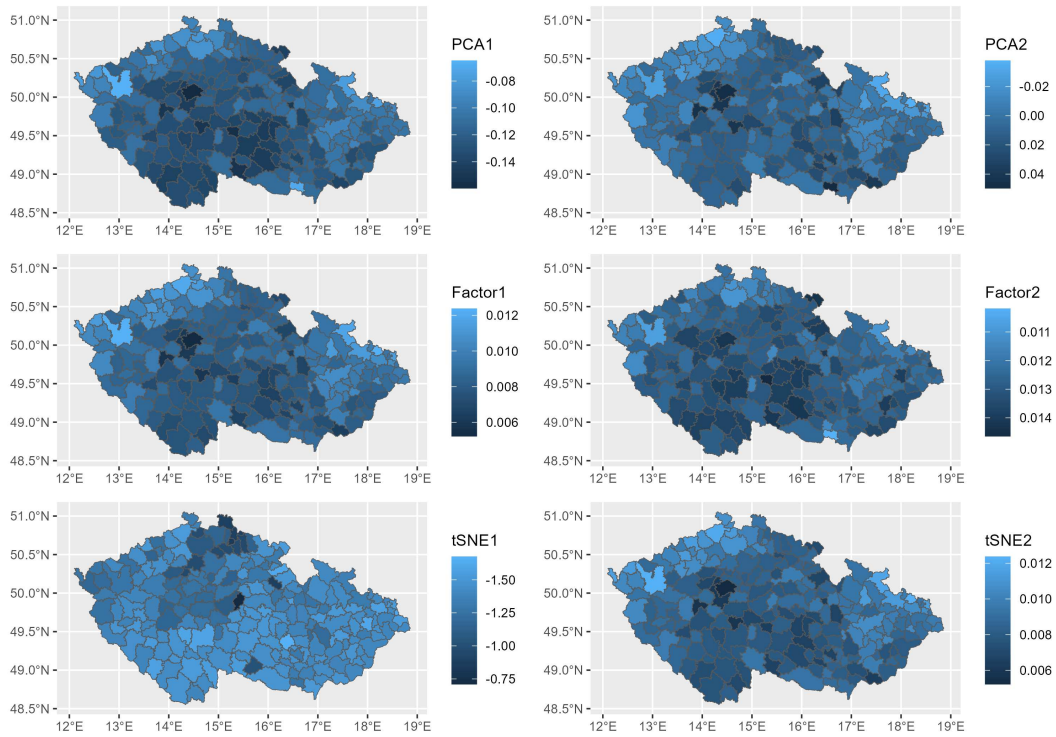 PCA1
-0.08
-0.10
-0.12
-0.14
51.0°N
50.5°N
50.0°N
49.5°N
49.0°N
48.5°N
12°E 13°E 14°E 15°E 16°E 17°E 18°E 19°E
PCA2
-0.02
0.00
0.02
0.04
51.0°N
50.5°N
50.0°N
49.5°N
49.0°N
48.5°N
12°E 13°E 14°E 15°E 16°E 17°E 18°E 19°E
Factor1
0.012
0.010
0.008
0.006
51.0°N
50.5°N
50.0°N
49.5°N
49.0°N
48.5°N
12°E 13°E 14°E 15°E 16°E 17°E 18°E 19°E
Factor2
0.011
0.012
0.013
0.014
51.0°N
50.5°N
50.0°N
49.5°N
49.0°N
48.5°N
12°E 13°E 14°E 15°E 16°E 17°E 18°E 19°E
tSNE1
-1.50
-1.25
-1.00
-0.75
51.0°N
50.5°N
50.0°N
49.5°N
49.0°N
48.5°N
12°E 13°E 14°E 15°E 16°E 17°E 18°E 19°E
tSNE2
0.012
0.010
0.008
0.006
51.0°N
50.5°N
50.0°N
49.5°N
49.0°N
48.5°N
12°E 13°E 14°E 15°E 16°E 17°E 18°E 19°E